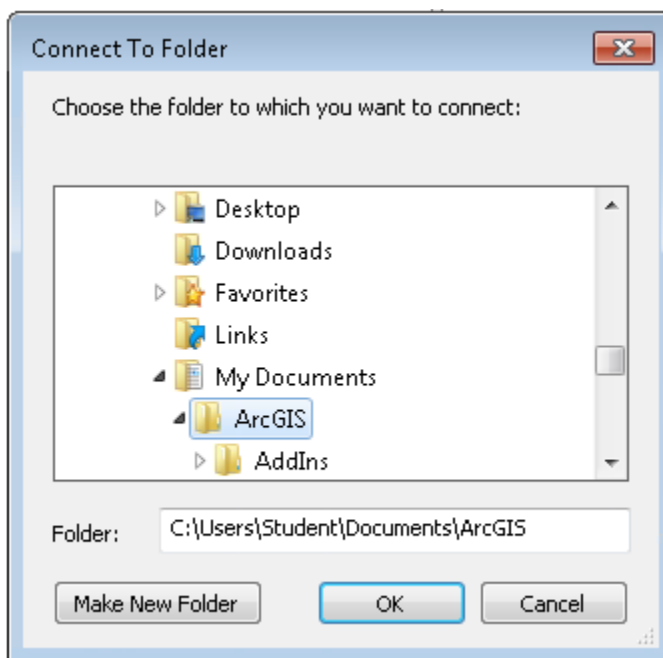 Connect To Folder
Choose the folder to which you want to connect:
Desktop
Downloads
Favorites
Links
My Documents
ArcGIS
AddIns
Folder: C:\Users\Student\Documents\ArcGIS
Make New Folder OK Cancel